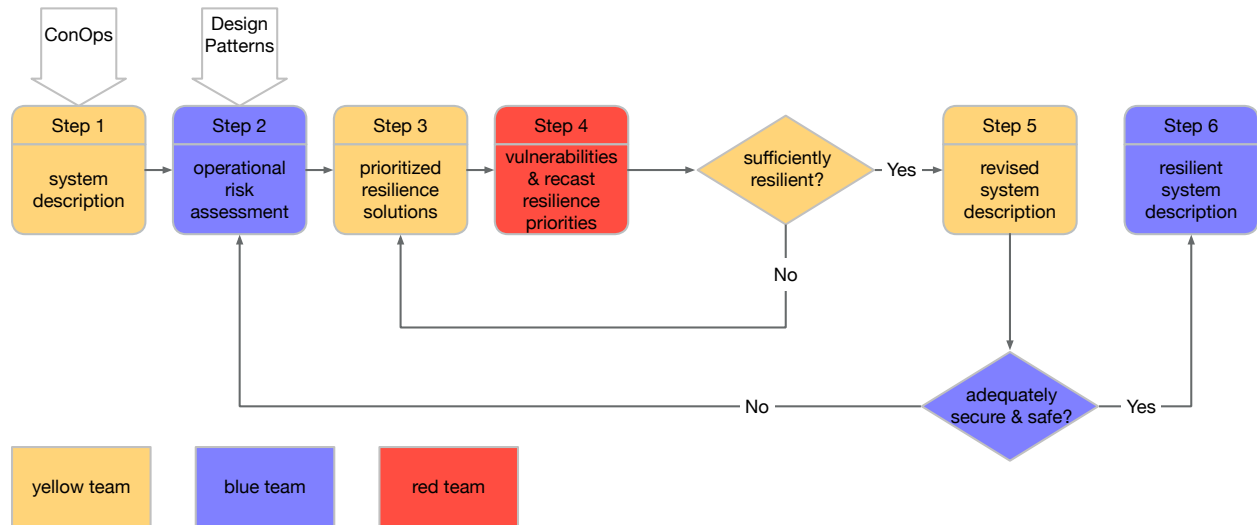 ConOps
Design
Patterns
Step 1
system
description
Step 2
operational
risk
assessment
Step 3
prioritized
resilience
solutions
Step 4
vulnerabilities
& recast
resilience
priorities
sufficiently
resilient?
Yes
Step 5
revised
system
description
Step 6
resilient
system
description
No
adequately
secure & safe?
No
Yes
yellow team
blue team
red team